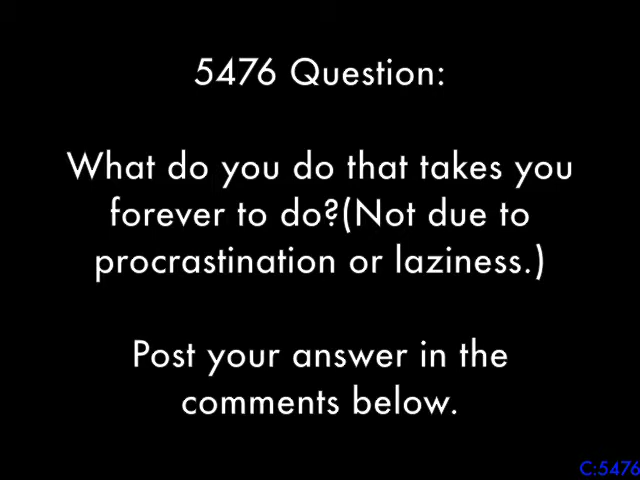 5476 Question:
What do you do that takes you
forever to do?(Not due to
procrastination or laziness.)
Post your answer in the
comments below.
C:5476